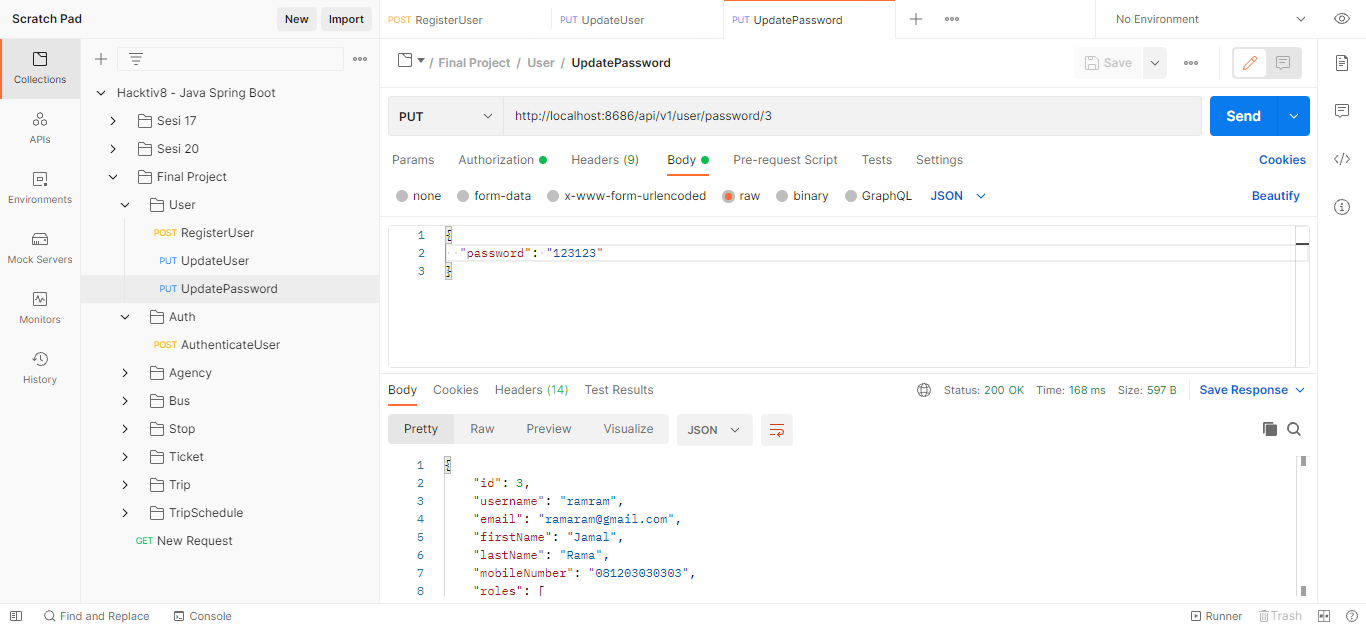 Scratch Pad
New
Import
POST RegisterUser
PUT UpdateUser
PUT UpdatePassword
No Environment
Collections
APIs
Environments
Mock Servers
Monitors
History
Hacktiv8 - Java Spring Boot
Sesi 17
Sesi 20
Final Project
User
POST RegisterUser
PUT UpdateUser
PUT UpdatePassword
Auth
POST AuthenticateUser
Agency
Bus
Stop
Ticket
Trip
TripSchedule
GET New Request
/ Final Project / User / UpdatePassword
Save
PUT
http://localhost:8686/api/v1/user/password/3
Send
Params Authorization Headers (9) Body Pre-request Script Tests Settings
Cookies
none form-data x-www-form-urlencoded raw binary GraphQL JSON
Beautify
1 {
2 "password": "123123"
3 }
Body Cookies Headers (14) Test Results
Status: 200 OK Time: 168 ms Size: 597 B
Save Response
Pretty Raw Preview Visualize JSON
1 {
2 "id": 3,
3 "username": "ramram",
4 "email": "ramaram@gmail.com",
5 "firstName": "Jamal",
6 "lastName": "Rama",
7 "mobileNumber": "081203030303",
8 "roles": [
Find and Replace
Console
Runner
Trash